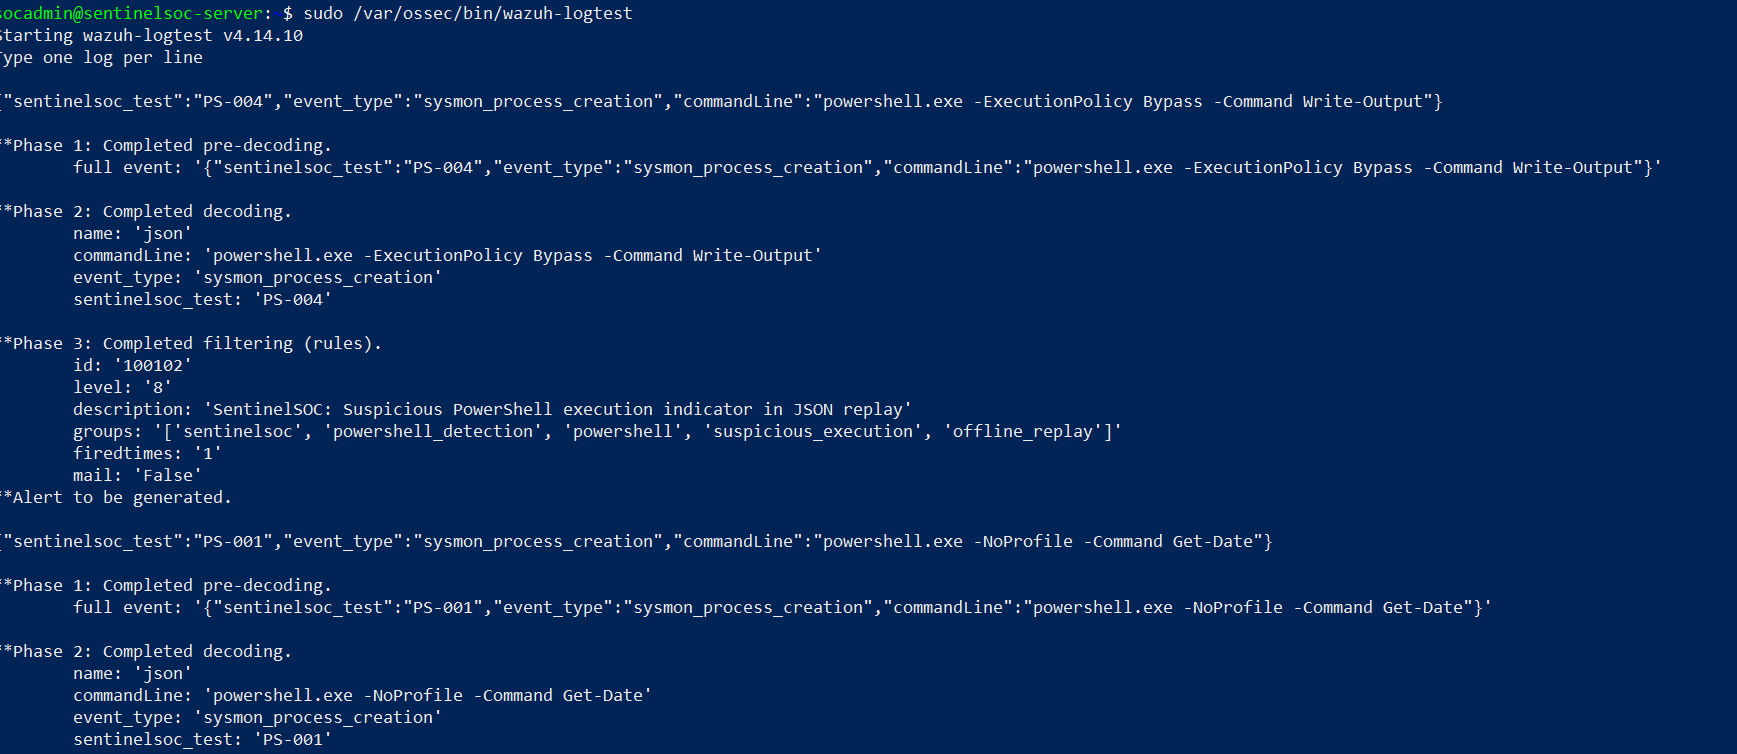 socadmin@sentinelsoc-server:~$ sudo /var/ossec/bin/wazuh-logtest
Starting wazuh-logtest v4.14.10
Type one log per line
{"sentinelsoc_test":"PS-004","event_type":"sysmon_process_creation","commandLine":"powershell.exe -ExecutionPolicy Bypass -Command Write-Output"}
**Phase 1: Completed pre-decoding.
full event: '{"sentinelsoc_test":"PS-004","event_type":"sysmon_process_creation","commandLine":"powershell.exe -ExecutionPolicy Bypass -Command Write-Output"}'
**Phase 2: Completed decoding.
name: 'json'
commandLine: 'powershell.exe -ExecutionPolicy Bypass -Command Write-Output'
event_type: 'sysmon_process_creation'
sentinelsoc_test: 'PS-004'
**Phase 3: Completed filtering (rules).
id: '100102'
level: '8'
description: 'SentinelSOC: Suspicious PowerShell execution indicator in JSON replay'
groups: '['sentinelsoc', 'powershell_detection', 'powershell', 'suspicious_execution', 'offline_replay']'
firedtimes: '1'
mail: 'False'
**Alert to be generated.
{"sentinelsoc_test":"PS-001","event_type":"sysmon_process_creation","commandLine":"powershell.exe -NoProfile -Command Get-Date"}
**Phase 1: Completed pre-decoding.
full event: '{"sentinelsoc_test":"PS-001","event_type":"sysmon_process_creation","commandLine":"powershell.exe -NoProfile -Command Get-Date"}'
**Phase 2: Completed decoding.
name: 'json'
commandLine: 'powershell.exe -NoProfile -Command Get-Date'
event_type: 'sysmon_process_creation'
sentinelsoc_test: 'PS-001'